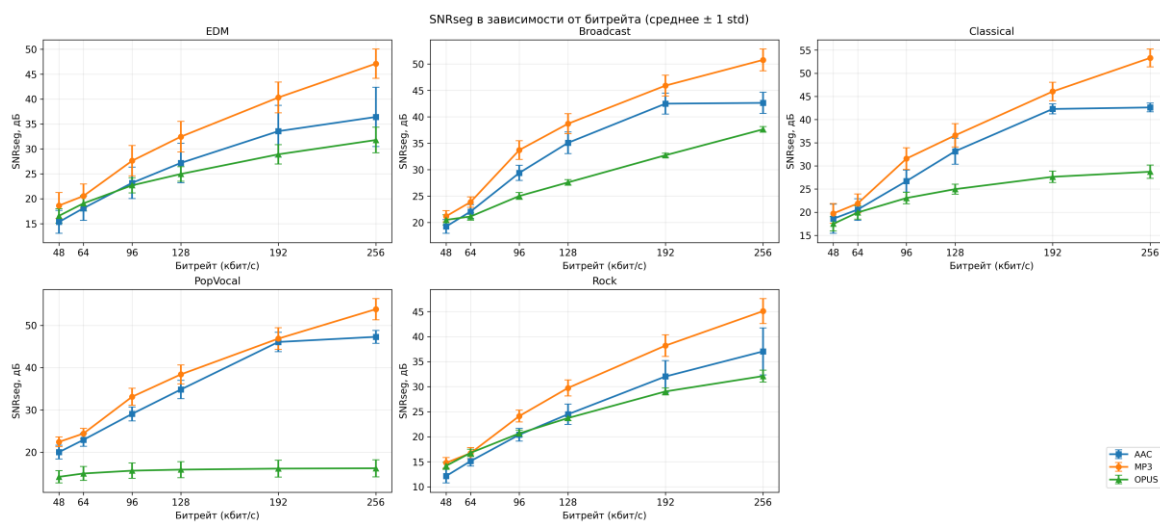 SNRseg в зависимости от битрейта (среднее ± 1 std)
EDM
SNRseg, дБ
50
45
40
35
30
25
20
15
48 64 96 128 192 256
Битрейт (кбит/с)
Broadcast
SNRseg, дБ
50
45
40
35
30
25
20
48 64 96 128 192 256
Битрейт (кбит/с)
Classical
SNRseg, дБ
55
50
45
40
35
30
25
20
15
48 64 96 128 192 256
Битрейт (кбит/с)
PopVocal
SNRseg, дБ
50
40
30
20
48 64 96 128 192 256
Битрейт (кбит/с)
Rock
SNRseg, дБ
45
40
35
30
25
20
15
10
48 64 96 128 192 256
Битрейт (кбит/с)
AAC
MP3
OPUS